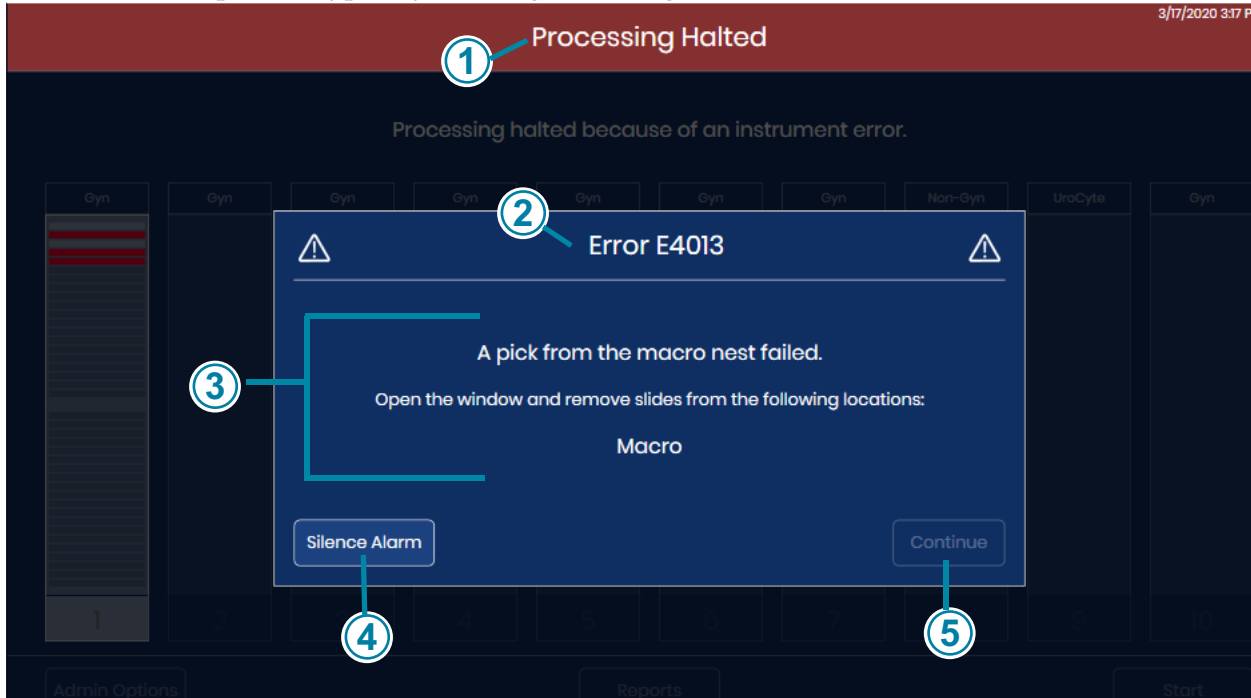 3/17/2020 3:17 P
Processing Halted
1
Processing halted because of an instrument error.
Gyn Gyn Gyn Gyn Gyn Gyn Gyn Non-Gyn UroCyte Gyn
2
Error E4013
3
A pick from the macro nest failed.
Open the window and remove slides from the following locations:
Macro
Silence Alarm Continue
1 2 4 5 6 7 9 10
4 5
Admin Options Reports Start